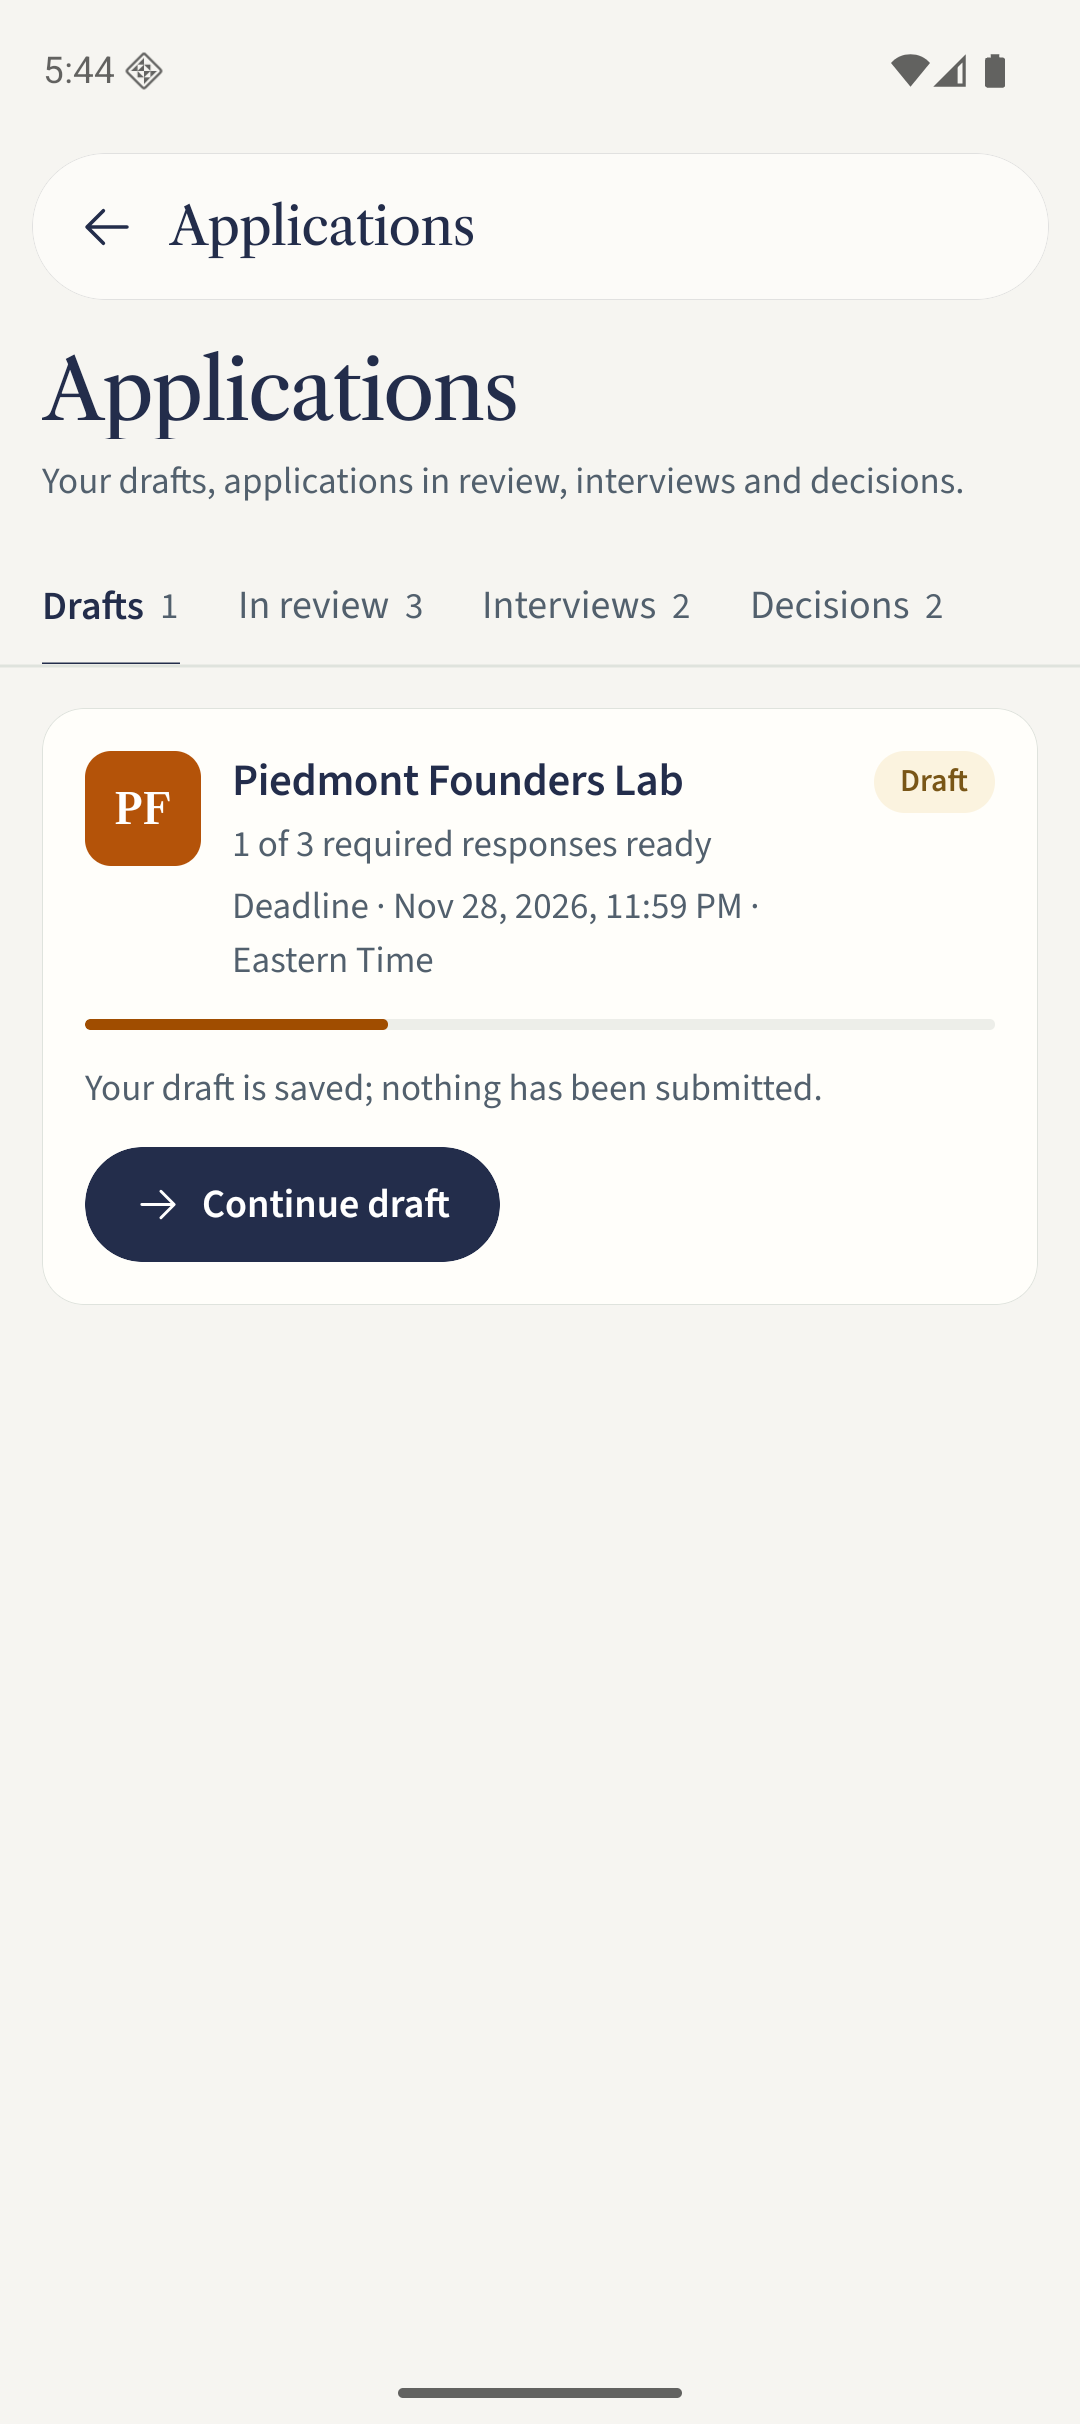 5:44
Applications
Applications
Your drafts, applications in review, interviews and decisions.
Drafts 1 In review 3 Interviews 2 Decisions 2
PF
Piedmont Founders Lab
Draft
1 of 3 required responses ready
Deadline · Nov 28, 2026, 11:59 PM ·
Eastern Time
Your draft is saved; nothing has been submitted.
Continue draft